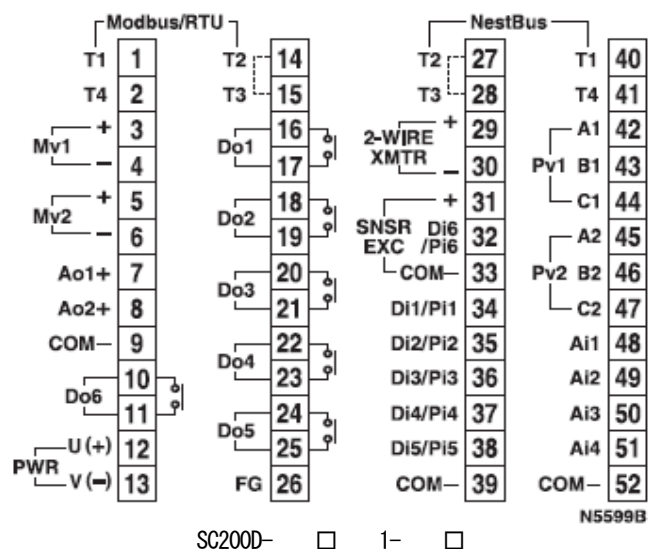 Modbus/RTU NestBus
T1 1 T2 14 T2 27 T1 40
T4 2 T3 15 T3 28 T4 41
Mv1 + 3 Do1 16 2-WIRE XMTR + 29 Pv1 A1 42
− 4 17 − 30 B1 43
Mv2 + 5 Do2 18 SNSR EXC + 31 C1 44
− 6 19 Di6 /Pi6 32 Pv2 A2 45
Ao1+ 7 Do3 20 COM− 33 B2 46
Ao2+ 8 21 Di1/Pi1 34 C2 47
COM− 9 Do4 22 Di2/Pi2 35 Ai1 48
Do6 10 23 Di3/Pi3 36 Ai2 49
11 Do5 24 Di4/Pi4 37 Ai3 50
PWR U(+) 12 25 Di5/Pi5 38 Ai4 51
V(−) 13 FG 26 COM− 39 COM− 52
N5599B
SC200D- □ 1- □